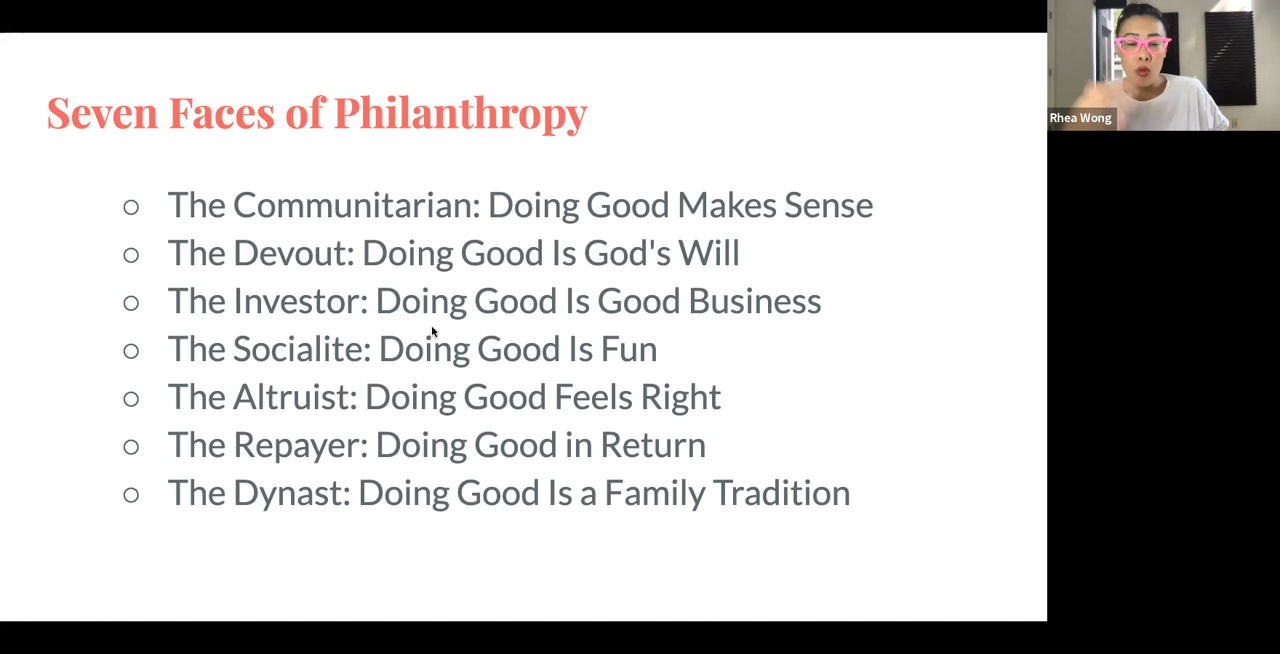 Seven Faces of Philanthropy
○ The Communitarian: Doing Good Makes Sense
○ The Devout: Doing Good Is God's Will
○ The Investor: Doing Good Is Good Business
○ The Socialite: Doing Good Is Fun
○ The Altruist: Doing Good Feels Right
○ The Repayer: Doing Good in Return
○ The Dynast: Doing Good Is a Family Tradition
Rhea Wong